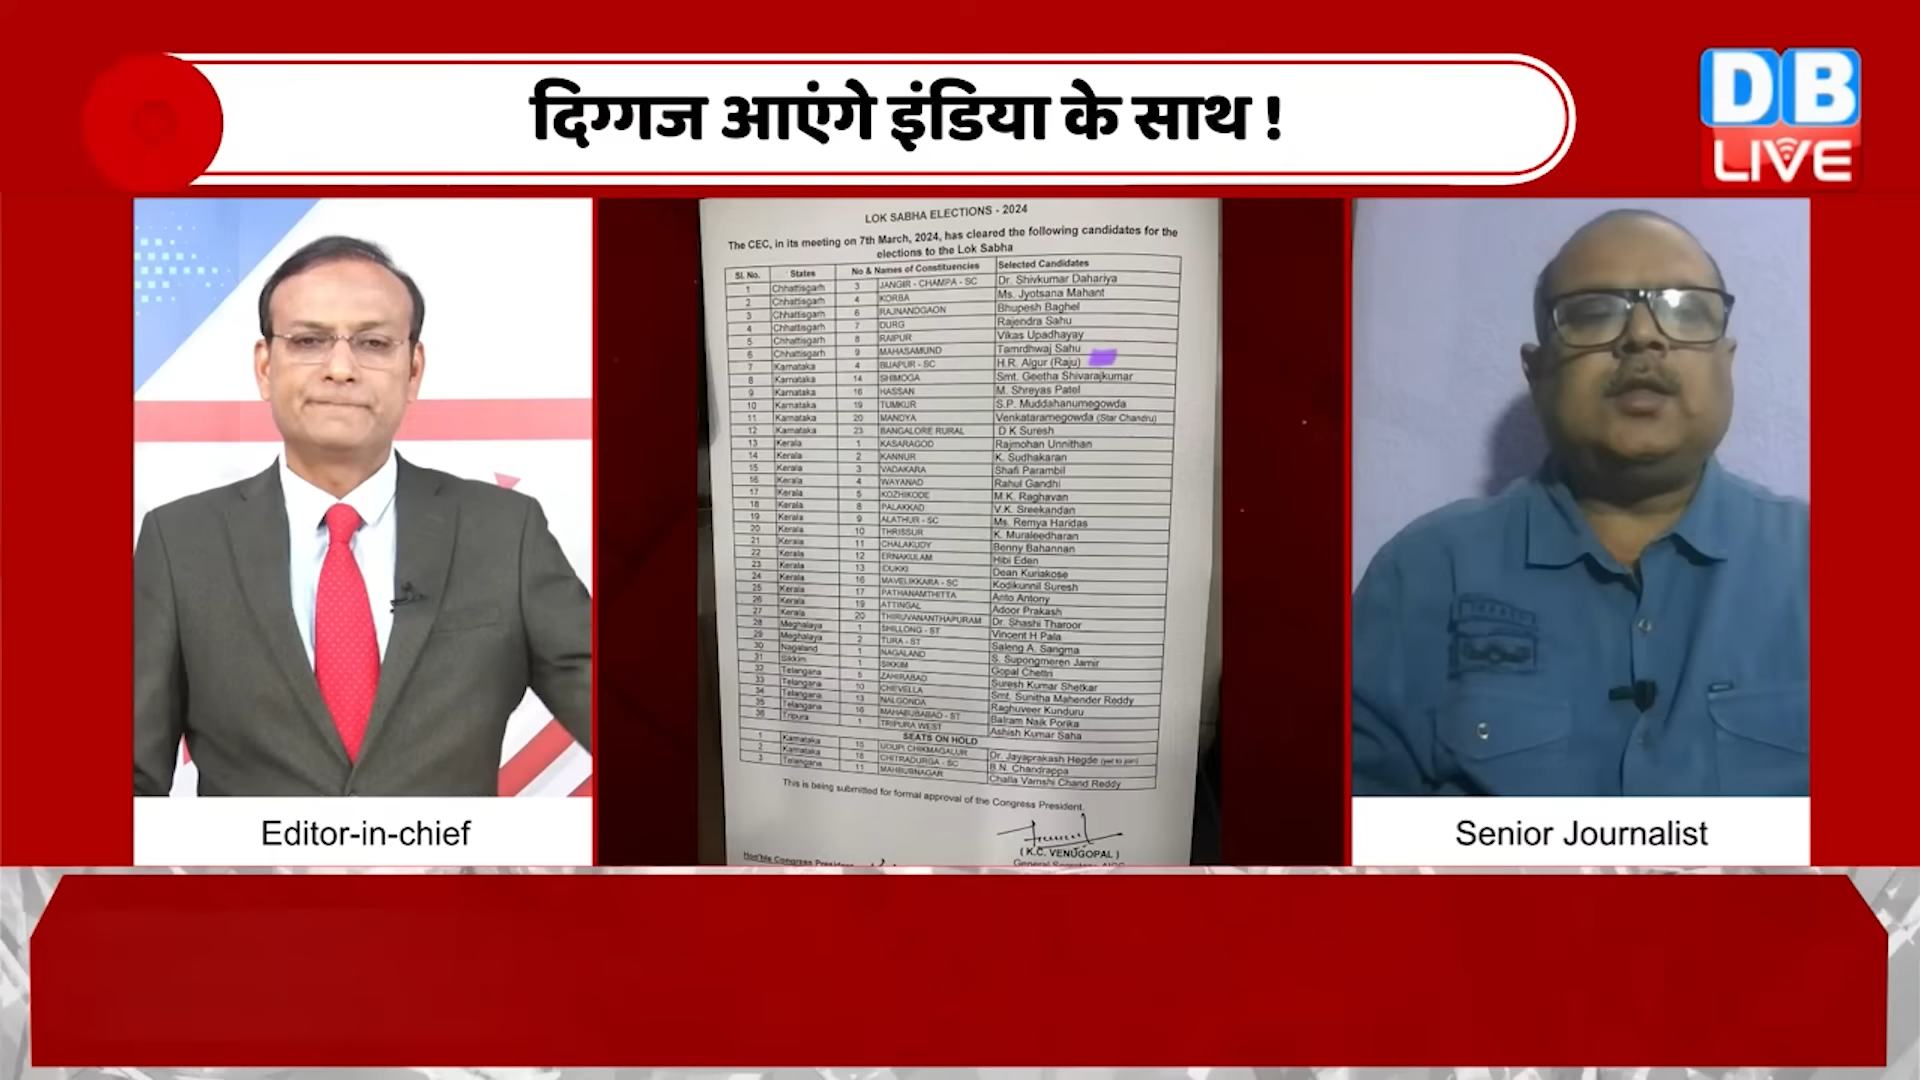 दिग्गज आएंगे इंडिया के साथ !
DB
LIVE
LOK SABHA ELECTIONS - 2024
The CEC, in its meeting on 7th March, 2024, has cleared the following candidates for the
elections to the Lok Sabha
Sl. No. States No & Names of Constituencies Selected Candidates
1 Chhattisgarh 3 JANGIR - CHAMPA - SC Dr. Shivkumar Dahariya
2 Chhattisgarh 4 KORBA Ms. Jyotsana Mahant
3 Chhattisgarh 6 RAJNANDGAON Bhupesh Baghel
4 Chhattisgarh 7 DURG Rajendra Sahu
5 Chhattisgarh 8 RAIPUR Vikas Upadhayay
6 Chhattisgarh 9 MAHASAMUND Tamrdhwaj Sahu
7 Karnataka 4 BIJAPUR - SC H.R. Algur (Raju)
8 Karnataka 14 SHIMOGA Smt. Geetha Shivarajkumar
9 Karnataka 16 HASSAN M. Shreyas Patel
10 Karnataka 19 TUMKUR S.P. Muddahanumegowda
11 Karnataka 20 MANDYA Venkataramegowda (Star Chandru)
12 Karnataka 23 BANGALORE RURAL D K Suresh
13 Kerala 1 KASARAGOD Rajmohan Unnithan
14 Kerala 2 KANNUR K. Sudhakaran
15 Kerala 3 VADAKARA Shafi Parambil
16 Kerala 4 WAYANAD Rahul Gandhi
17 Kerala 5 KOZHIKODE M.K. Raghavan
18 Kerala 8 PALAKKAD V.K. Sreekandan
19 Kerala 9 ALATHUR - SC Ms. Remya Haridas
20 Kerala 10 THRISSUR K. Muraleedharan
21 Kerala 11 CHALAKUDY Benny Bahannan
22 Kerala 12 ERNAKULAM Hibi Eden
23 Kerala 13 IDUKKI Dean Kuriakose
24 Kerala 16 MAVELIKKARA - SC Kodikunnil Suresh
25 Kerala 17 PATHANAMTHITTA Anto Antony
26 Kerala 19 ATTINGAL Adoor Prakash
27 Kerala 20 THIRUVANANTHAPURAM Dr. Shashi Tharoor
28 Meghalaya 1 SHILLONG - ST Vincent H Pala
29 Meghalaya 2 TURA - ST Saleng A. Sangma
30 Nagaland 1 NAGALAND S. Supongmeren Jamir
31 Sikkim 1 SIKKIM Gopal Chettri
32 Telangana 5 ZAHIRABAD Suresh Kumar Shetkar
33 Telangana 10 CHEVELLA Smt. Sunitha Mahender Reddy
34 Telangana 13 NALGONDA Raghuveer Kunduru
35 Telangana 16 MAHABUBABAD - ST Balram Naik Porika
36 Tripura 1 TRIPURA WEST Ashish Kumar Saha
SEATS ON HOLD
1 Karnataka 15 UDUPI CHIKMAGALUR Dr. Jayaprakash Hegde (yet to join)
2 Karnataka 18 CHITRADURGA - SC B.N. Chandrappa
3 Telangana 11 MAHBUBNAGAR Challa Vamshi Chand Reddy
This is being submitted for formal approval of the Congress President.
( K.C. VENUGOPAL )
Hon'ble Congress President
Editor-in-chief
Senior Journalist